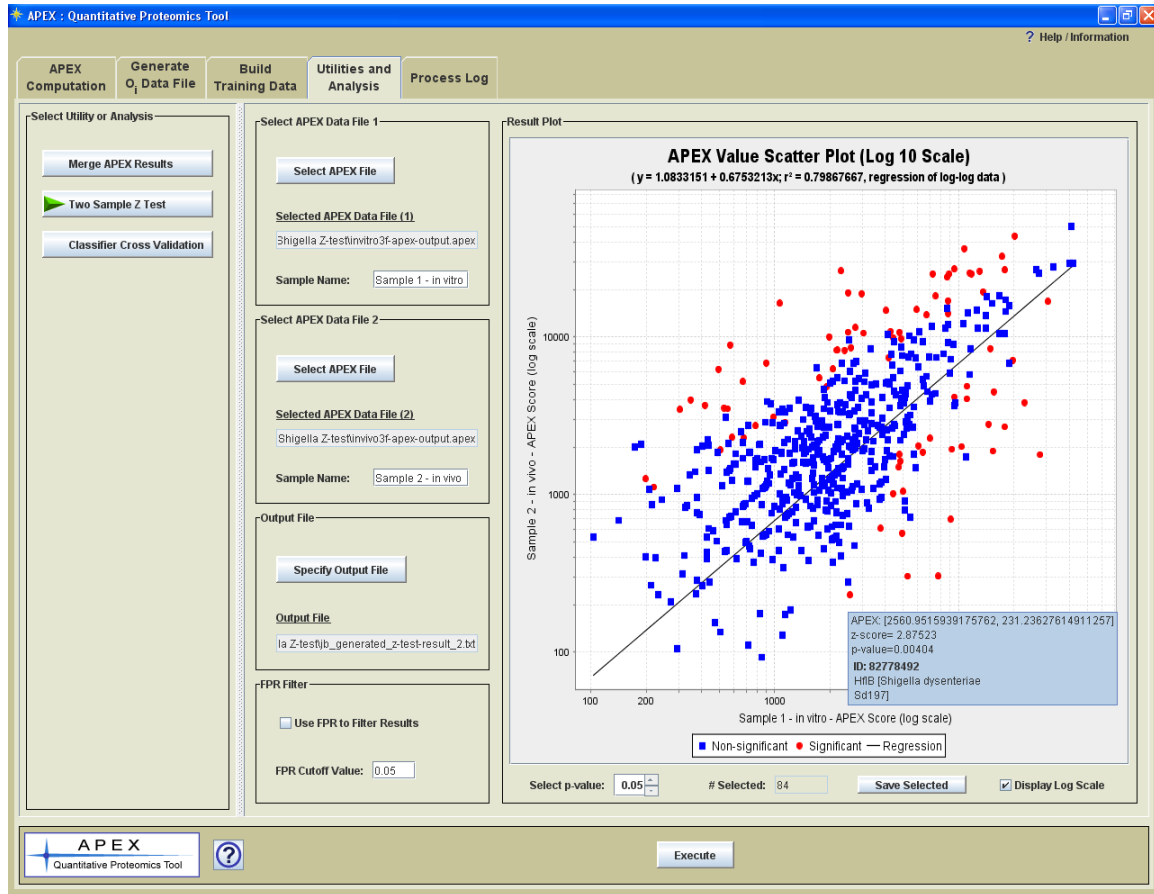 APEX : Quantitative Proteomics Tool
? Help / Information
APEX Computation
Generate Oi Data File
Build Training Data
Utilities and Analysis
Process Log
Select Utility or Analysis
Merge APEX Results
Two Sample Z Test
Classifier Cross Validation
Select APEX Data File 1
Select APEX File
Selected APEX Data File (1)
Shigella Z-test\invitro3f-apex-output.apex
Sample Name: Sample 1 - in vitro
Select APEX Data File 2
Select APEX File
Selected APEX Data File (2)
Shigella Z-test\invivo3f-apex-output.apex
Sample Name: Sample 2 - in vivo
Output File
Specify Output File
Output File
la Z-test\jb_generated_z-test-result_2.txt
FPR Filter
Use FPR to Filter Results
FPR Cutoff Value: 0.05
Result Plot
APEX Value Scatter Plot (Log 10 Scale)
( y = 1.0833151 + 0.6753213x; r² = 0.79867667, regression of log-log data )
Sample 2 - in vivo - APEX Score (log scale)
10000
1000
100
100 200 1000
Sample 1 - in vitro - APEX Score (log scale)
APEX: [2560.9515939175762, 231.23627614911257]
z-score= 2.87523
p-value=0.00404
ID: 82778492
HflB [Shigella dysenteriae
Sd197]
Non-significant Significant Regression
Select p-value: 0.05 # Selected: 84 Save Selected Display Log Scale
APEX
Quantitative Proteomics Tool
?
Execute